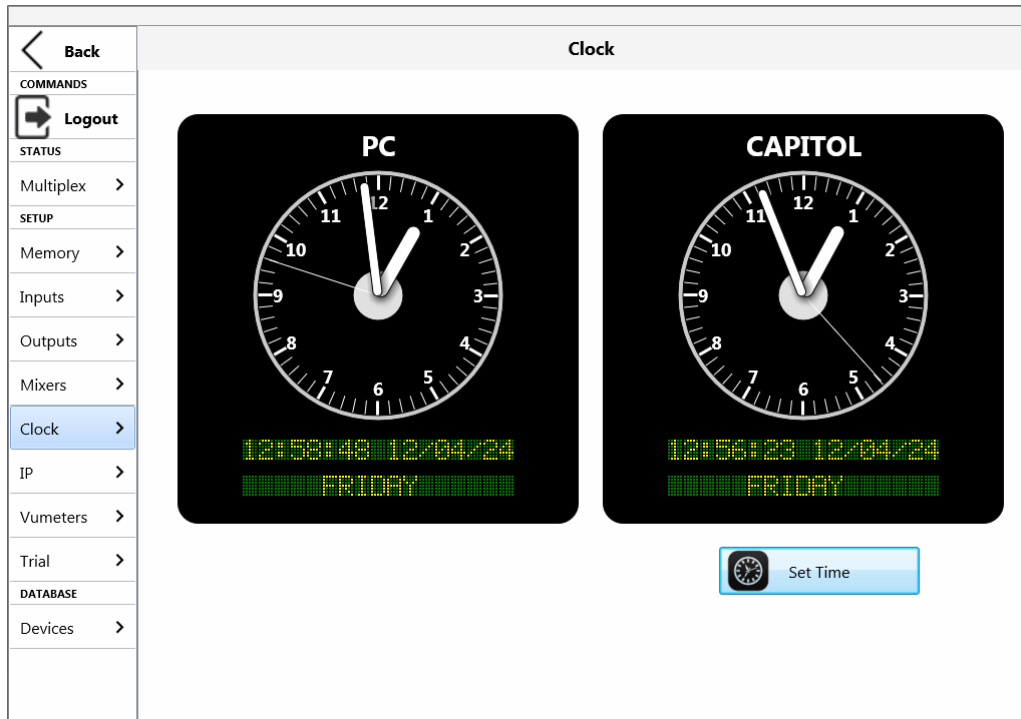 Back
Clock
COMMANDS
Logout
STATUS
Multiplex
SETUP
Memory
Inputs
Outputs
Mixers
Clock
IP
Vumeters
Trial
DATABASE
Devices
PC
12
1
2
3
4
5
6
7
8
9
10
11
12:58:48 12/04/24
FRIDAY
CAPITOL
12
1
2
3
4
5
6
7
8
9
10
11
12:56:23 12/04/24
FRIDAY
Set Time